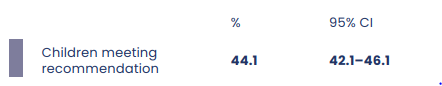 % 95% CI
Children meeting
recommendation 44.1 42.1–46.1